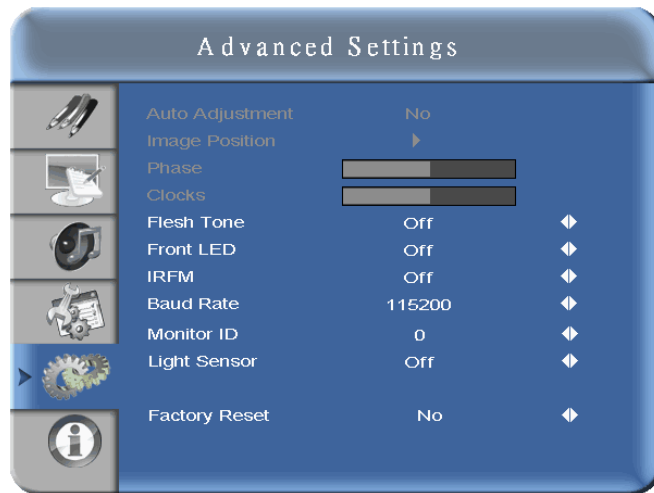 Advanced Settings
Auto Adjustment No
Image Position
Phase
Clocks
Flesh Tone Off
Front LED Off
IRFM Off
Baud Rate 115200
Monitor ID 0
Light Sensor Off
Factory Reset No